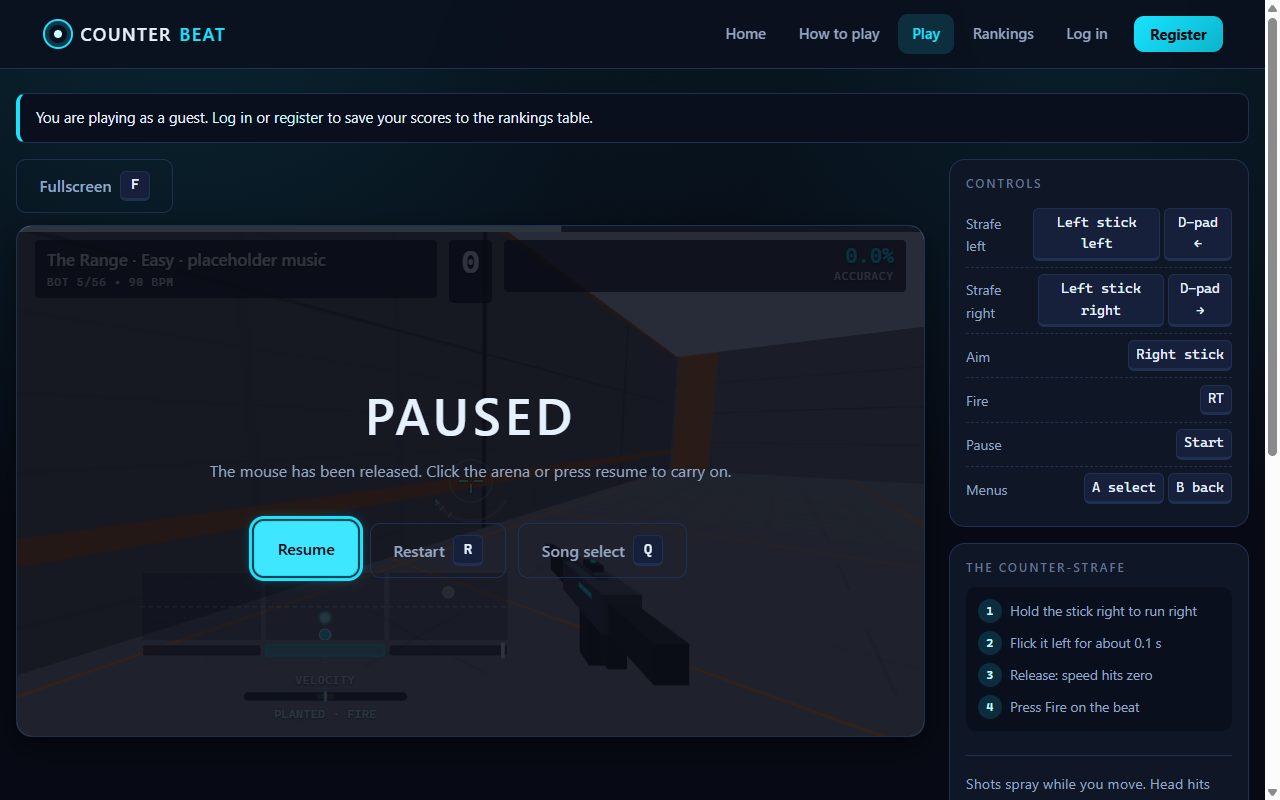 COUNTER BEAT
Home
How to play
Play
Rankings
Log in
Register
You are playing as a guest. Log in or register to save your scores to the rankings table.
Fullscreen F
The Range · Easy · placeholder music
BOT 5/56 • 90 BPM
0
0.0%
ACCURACY
PAUSED
The mouse has been released. Click the arena or press resume to carry on.
Resume
Restart R
Song select Q
VELOCITY
PLANTED · FIRE
CONTROLS
Strafe left
Left stick left
D-pad ←
Strafe right
Left stick right
D-pad →
Aim
Right stick
Fire
RT
Pause
Start
Menus
A select
B back
THE COUNTER-STRAFE
1 Hold the stick right to run right
2 Flick it left for about 0.1 s
3 Release: speed hits zero
4 Press Fire on the beat
Shots spray while you move. Head hits